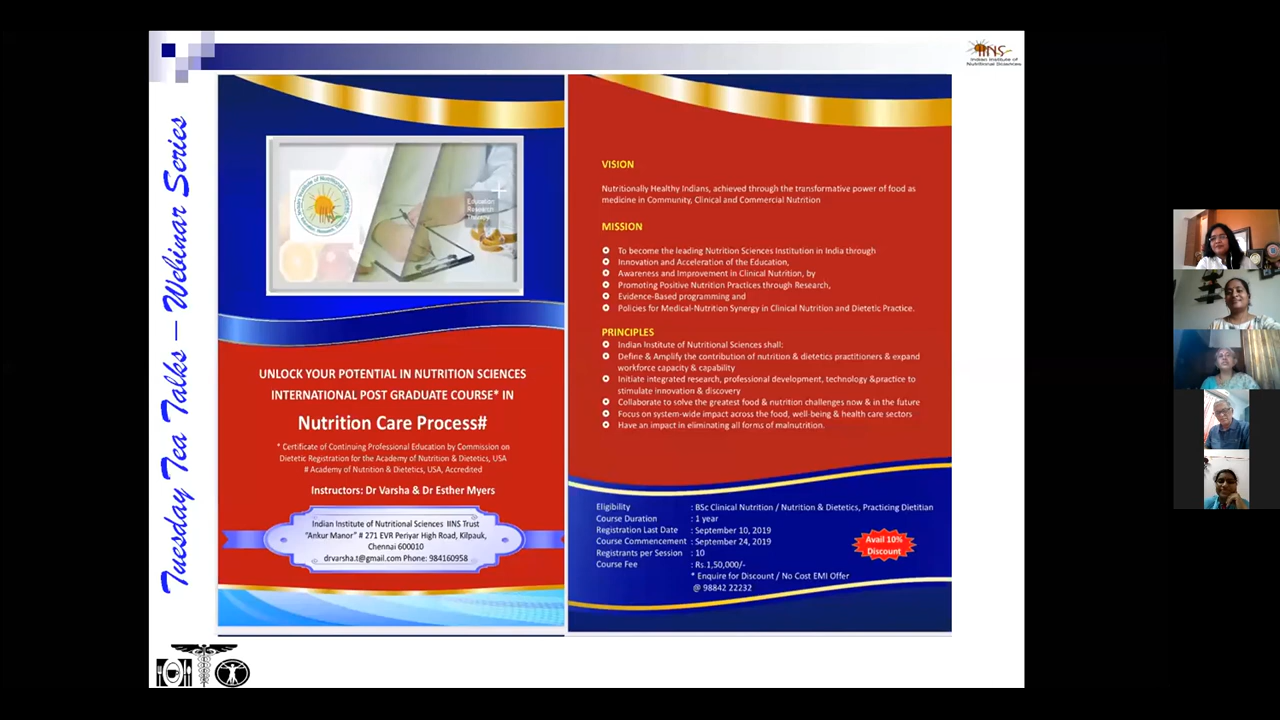 Tuesday Tea Talks – Webinar Series
IINS
Indian Institute of
Nutritional Sciences
Education
Research
Therapy
UNLOCK YOUR POTENTIAL IN NUTRITION SCIENCES
INTERNATIONAL POST GRADUATE COURSE* IN
Nutrition Care Process#
* Certificate of Continuing Professional Education by Commission on
Dietetic Registration for the Academy of Nutrition & Dietetics, USA
# Academy of Nutrition & Dietetics, USA, Accredited
Instructors: Dr Varsha & Dr Esther Myers
Indian Institute of Nutritional Sciences IINS Trust
"Ankur Manor" # 271 EVR Periyar High Road, Kilpauk,
Chennai 600010
drvarsha.t@gmail.com Phone: 984160958
VISION
Nutritionally Healthy Indians, achieved through the transformative power of food as
medicine in Community, Clinical and Commercial Nutrition
MISSION
To become the leading Nutrition Sciences Institution in India through
Innovation and Acceleration of the Education,
Awareness and Improvement in Clinical Nutrition, by
Promoting Positive Nutrition Practices through Research,
Evidence-Based programming and
Policies for Medical-Nutrition Synergy in Clinical Nutrition and Dietetic Practice.
PRINCIPLES
Indian Institute of Nutritional Sciences shall:
Define & Amplify the contribution of nutrition & dietetics practitioners & expand
workforce capacity & capability
Initiate integrated research, professional development, technology &practice to
stimulate innovation & discovery
Collaborate to solve the greatest food & nutrition challenges now & in the future
Focus on system-wide impact across the food, well-being & health care sectors
Have an impact in eliminating all forms of malnutrition.
Eligibility : BSc Clinical Nutrition / Nutrition & Dietetics, Practicing Dietitian
Course Duration : 1 year
Registration Last Date : September 10, 2019
Course Commencement : September 24, 2019
Registrants per Session : 10
Course Fee : Rs.1,50,000/-
* Enquire for Discount / No Cost EMI Offer
@ 98842 22232
Avail 10%
Discount